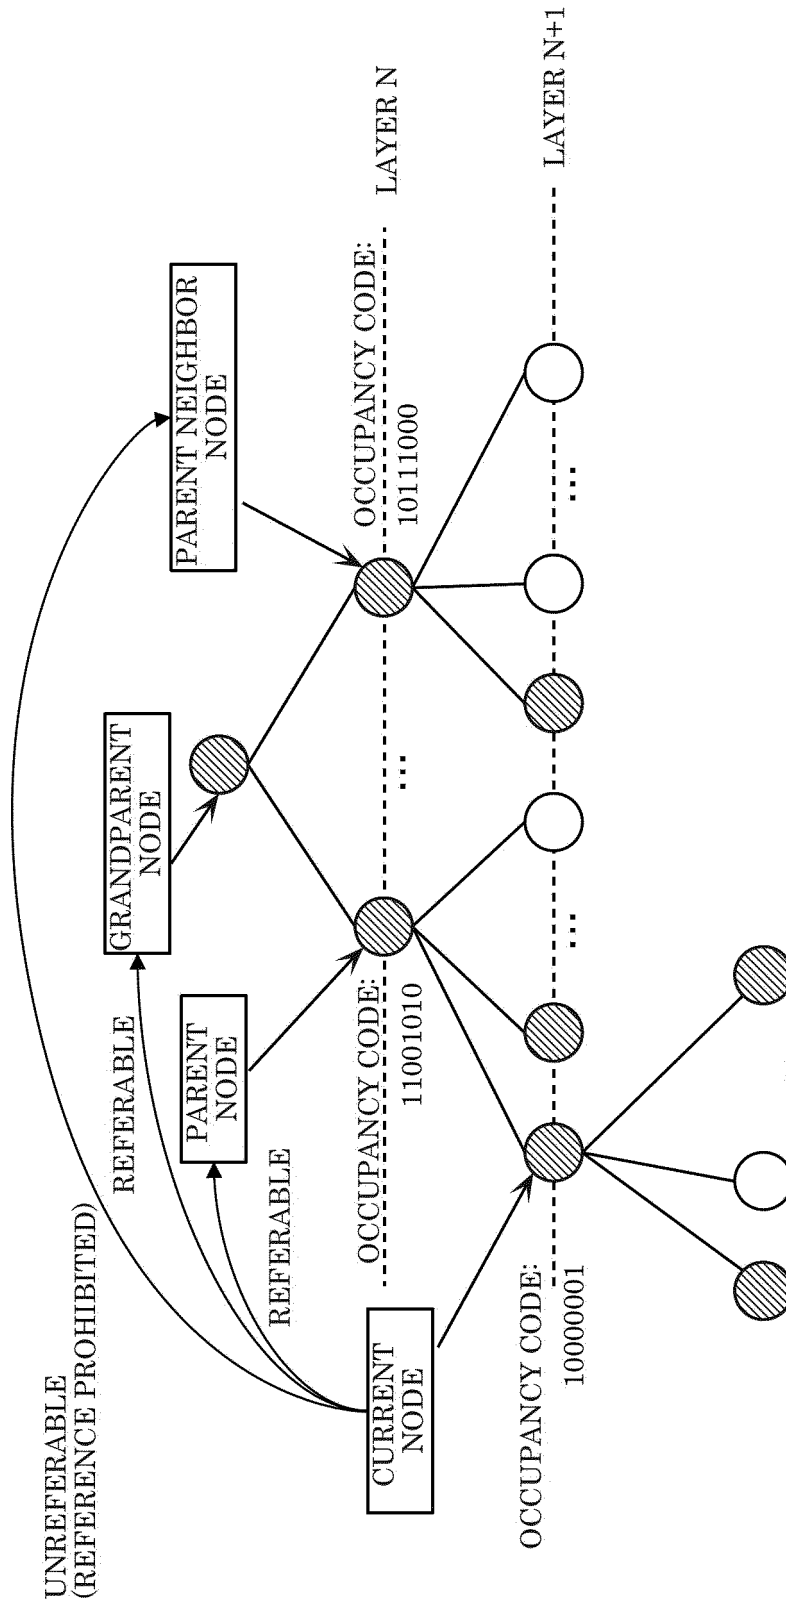 UNREFERABLE
(REFERENCE PROHIBITED)
REFERABLE
GRANDPARENT
NODE
PARENT NEIGHBOR
NODE
PARENT
NODE
REFERABLE
OCCUPANCY CODE:
11001010
...
OCCUPANCY CODE:
10111000
LAYER N
CURRENT
NODE
OCCUPANCY CODE:
10000001
...
...
LAYER N+1